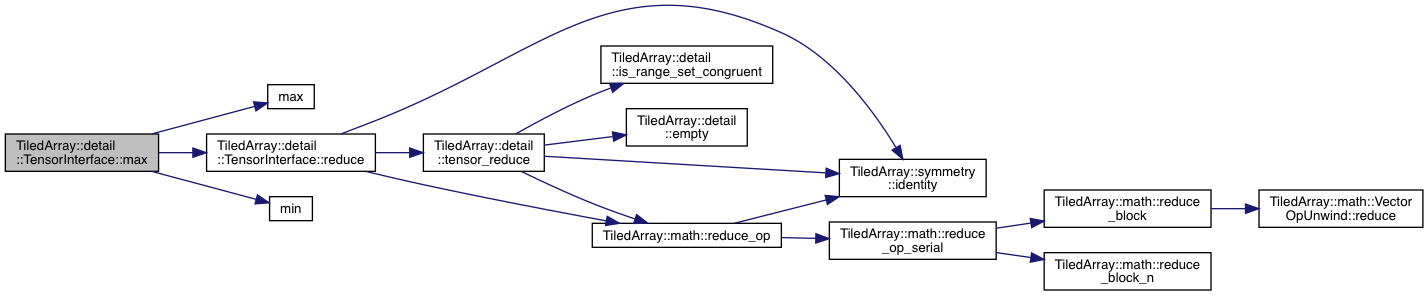 TiledArray::detail
::TensorInterface::max
max
TiledArray::detail
::TensorInterface::reduce
min
TiledArray::detail
::tensor_reduce
TiledArray::detail
::is_range_set_congruent
TiledArray::detail
::empty
TiledArray::math::reduce_op
TiledArray::symmetry
::identity
TiledArray::math::reduce
_op_serial
TiledArray::math::reduce
_block
TiledArray::math::reduce
_block_n
TiledArray::math::Vector
OpUnwind::reduce